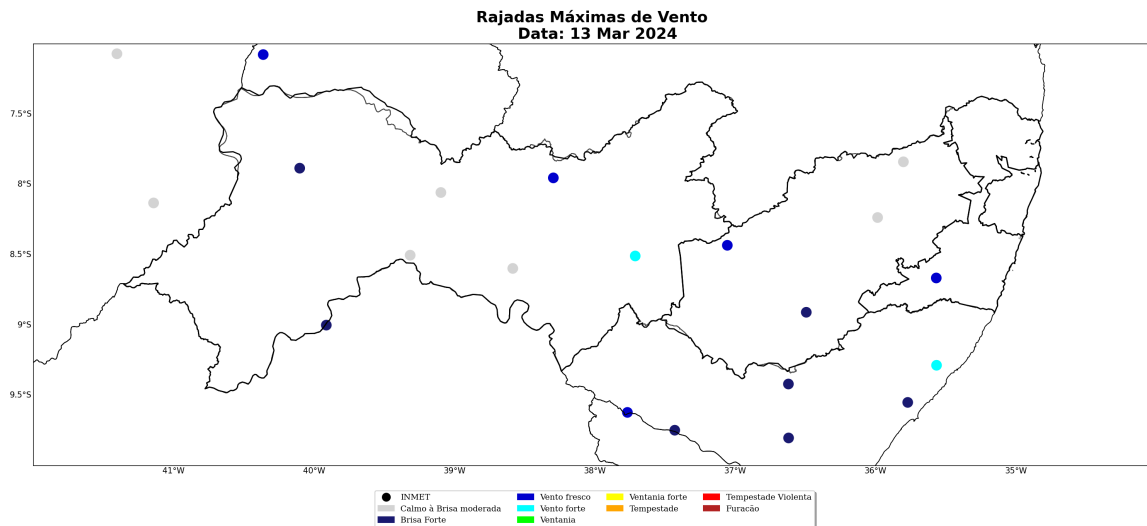 Rajadas Máximas de Vento
Data: 13 Mar 2024
7.5°S
8°S
8.5°S
9°S
9.5°S
41°W 40°W 39°W 38°W 37°W 36°W 35°W
INMET Vento fresco Ventania forte Tempestade Violenta
Calmo à Brisa moderada Vento forte Tempestade Furacão
Brisa Forte Ventania